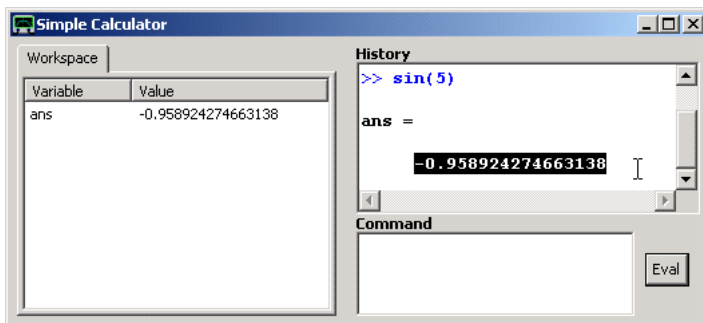 Simple Calculator
Workspace
Variable Value
ans -0.958924274663138
History
>> sin(5)
ans =
-0.958924274663138
Command
Eval